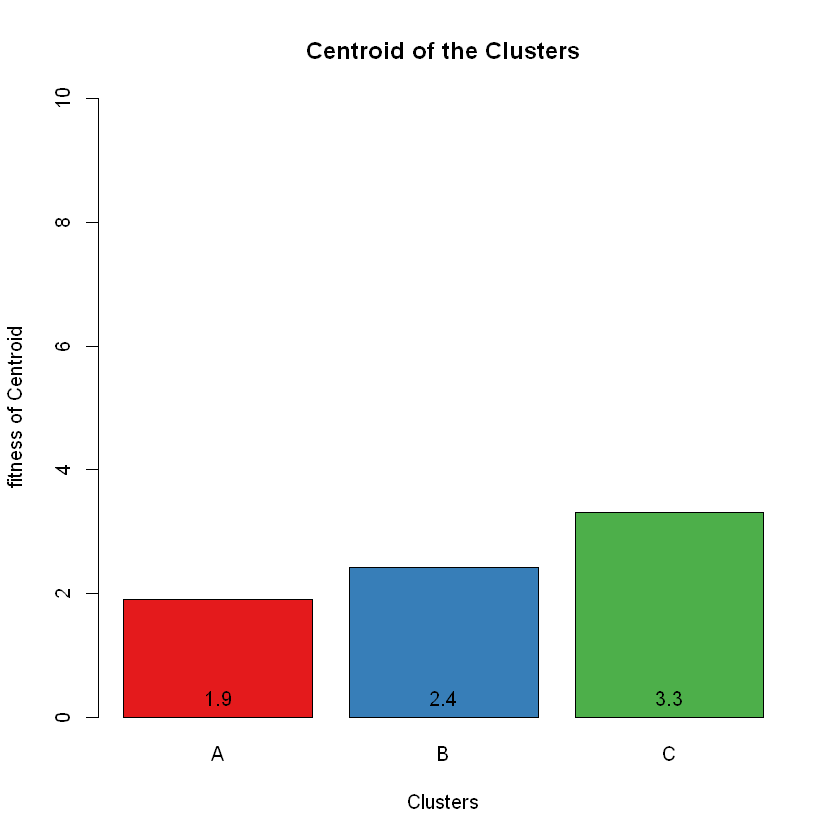 Centroid of the Clusters
fitness of Centroid
10
8
6
4
2
0
1.9
2.4
3.3
A
B
C
Clusters